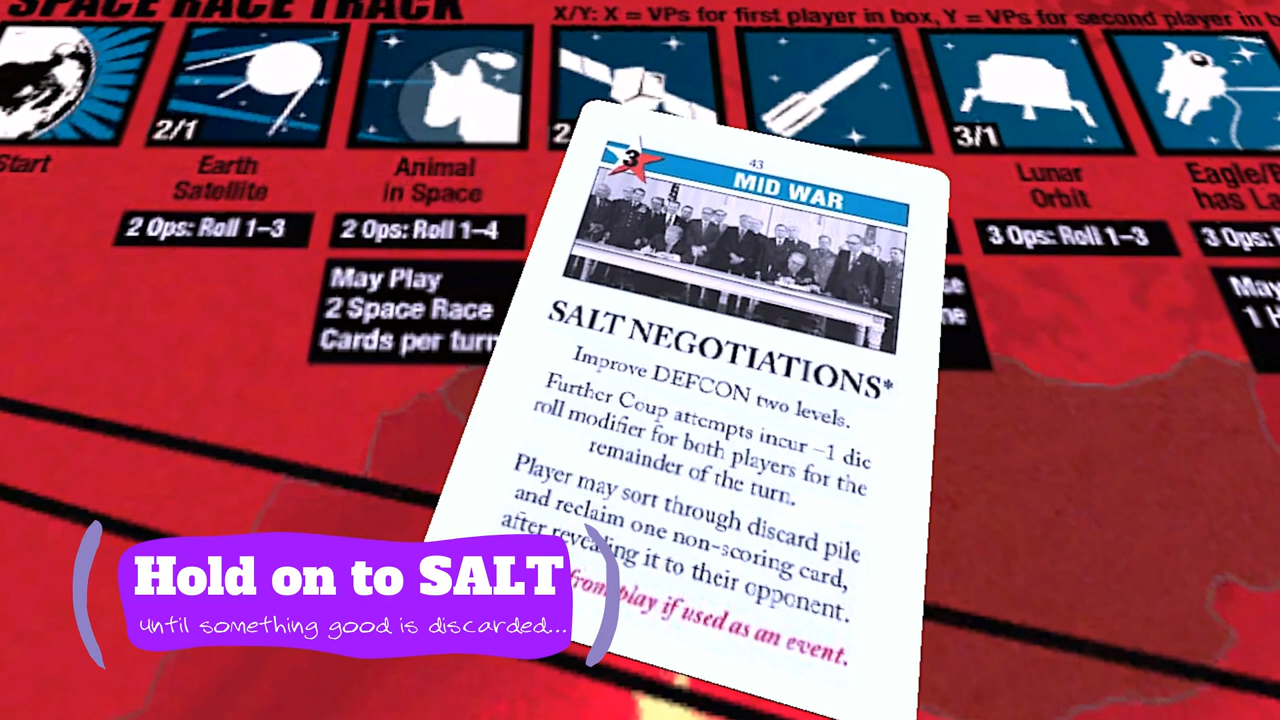 SPACE RACE TRACK
X/Y: X = VPs for first player in box, Y = VPs for second player in
2/1
3/1
Start
Earth
Satellite
Animal
in Space
Lunar
Orbit
has
2 Ops: Roll 1–3
2 Ops: Roll 1–4
3 Ops: Roll 1–3
3 Ops:
May Play
2 Space Race
Cards per turn
3
43
MID WAR
SALT NEGOTIATIONS*
Improve DEFCON two levels.
Further Coup attempts incur –1 die
roll modifier for both players for the
remainder of the turn.
Player may sort through discard pile
and reclaim one non-scoring card,
after revealing it to their opponent.
from play if used as an event.
Hold on to SALT
until something good is discarded...